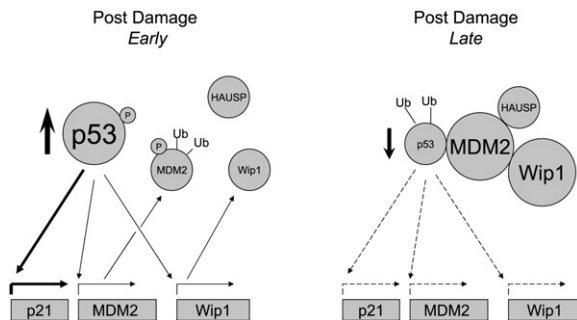 Post Damage
Early
HAUSP
p53
P
P
Ub
Ub
MDM2
Wip1
p21
MDM2
Wip1
Post Damage
Late
Ub
Ub
HAUSP
p53
MDM2
Wip1
p21
MDM2
Wip1